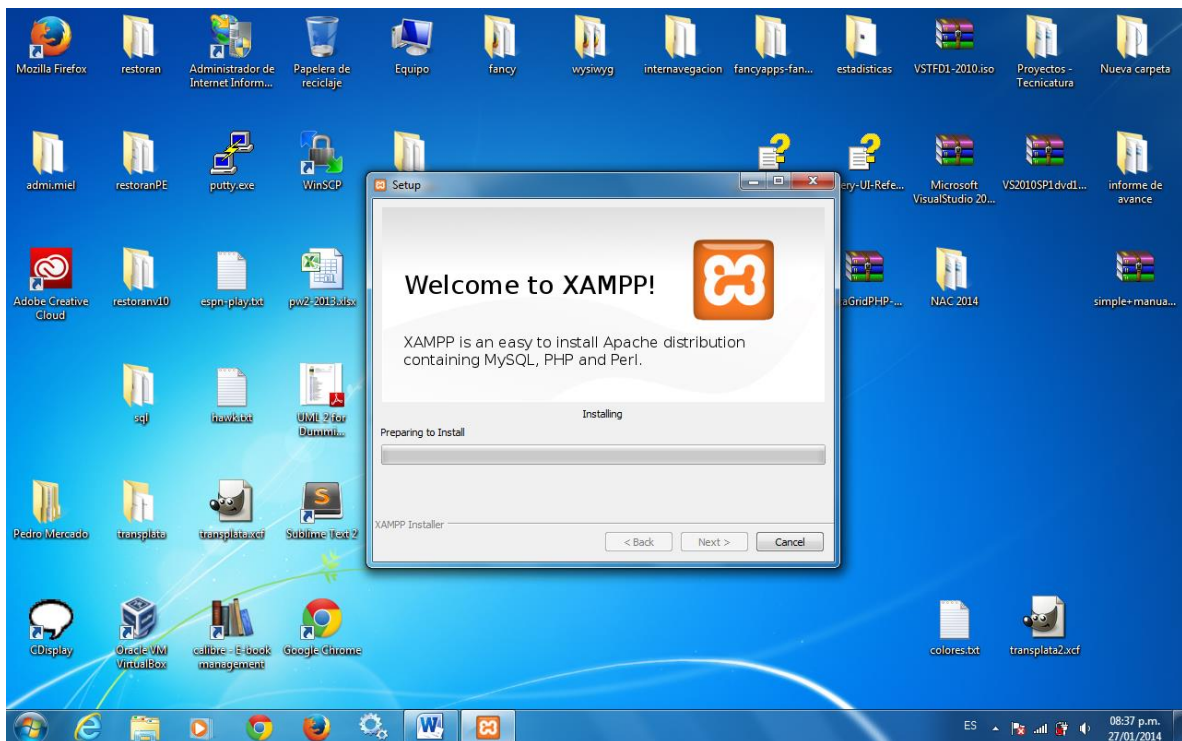 Mozilla Firefox
restoran
Administrador de
Internet Inform...
Papelera de
reciclaje
Equipo
fancy
wysiwyg
internavegacion
fancyapps-fan...
estadisticas
VSTFD1-2010.iso
Proyectos -
Tecnicatura
Nueva carpeta
admi.miel
restoranPE
putty.exe
WinSCP
ery-UI-Refe...
Microsoft
VisualStudio 20...
VS2010SP1dvd1...
informe de
avance
Adobe Creative
Cloud
restoranv10
espn-play.txt
pw2-2013.xlsx
aGridPHP-...
NAC 2014
simple+manua...
sql
hawk.txt
UML 2 for
Dummi...
Pedro Mercado
transplata
transplata.xcf
Sublime Text 2
CDisplay
Oracle VM
VirtualBox
calibre - E-book
management
Google Chrome
colores.txt
transplata2.xcf
Setup
Welcome to XAMPP!
XAMPP is an easy to install Apache distribution
containing MySQL, PHP and Perl.
Installing
Preparing to Install
XAMPP Installer
< Back
Next >
Cancel
ES
08:37 p.m.
27/01/2014